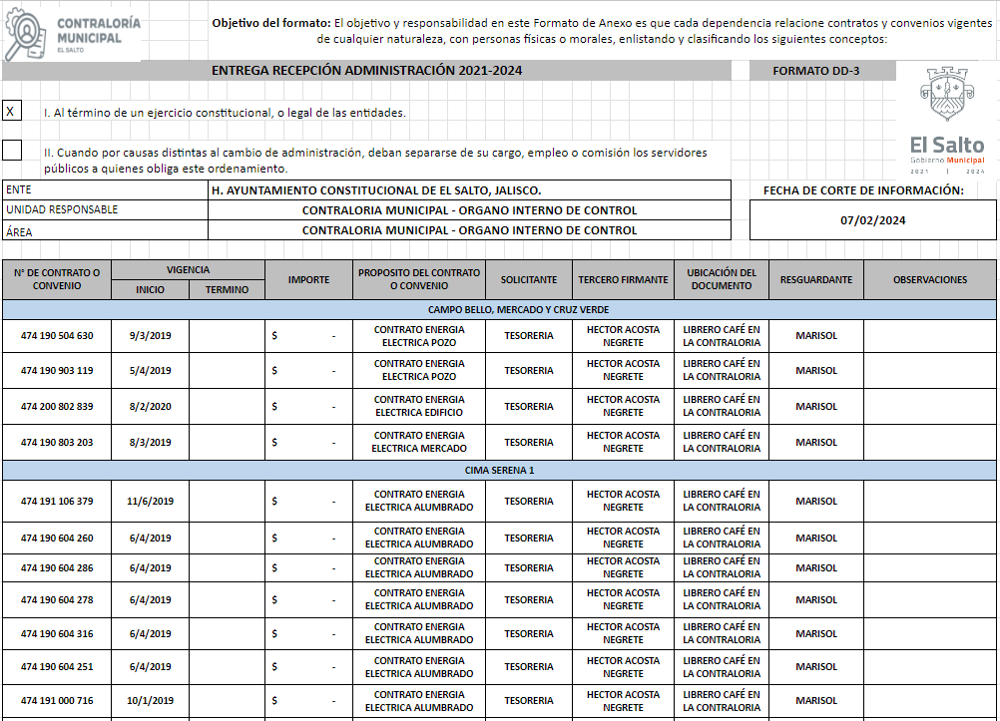 CONTRALORÍA
MUNICIPAL
EL SALTO
Objetivo del formato: El objetivo y responsabilidad en este Formato de Anexo es que cada dependencia relacione contratos y convenios vigentes
de cualquier naturaleza, con personas físicas o morales, enlistando y clasificando los siguientes conceptos:
ENTREGA RECEPCIÓN ADMINISTRACIÓN 2021-2024
FORMATO DD-3
X
I. Al término de un ejercicio constitucional, o legal de las entidades.
II. Cuando por causas distintas al cambio de administración, deban separarse de su cargo, empleo o comisión los servidores
públicos a quienes obliga este ordenamiento.
El Salto
Gobierno Municipal
2021 | 2024
ENTE H. AYUNTAMIENTO CONSTITUCIONAL DE EL SALTO, JALISCO.
UNIDAD RESPONSABLE CONTRALORIA MUNICIPAL - ORGANO INTERNO DE CONTROL
ÁREA CONTRALORIA MUNICIPAL - ORGANO INTERNO DE CONTROL
FECHA DE CORTE DE INFORMACIÓN:
07/02/2024
N° DE CONTRATO O
CONVENIO
VIGENCIA
INICIO TERMINO
IMPORTE
PROPOSITO DEL CONTRATO
O CONVENIO
SOLICITANTE
TERCERO FIRMANTE
UBICACIÓN DEL
DOCUMENTO
RESGUARDANTE
OBSERVACIONES
CAMPO BELLO, MERCADO Y CRUZ VERDE
474 190 504 630 9/3/2019 $ - CONTRATO ENERGIA
ELECTRICA POZO
TESORERIA
HECTOR ACOSTA
NEGRETE
LIBRERO CAFÉ EN
LA CONTRALORIA
MARISOL
474 190 903 119 5/4/2019 $ - CONTRATO ENERGIA
ELECTRICA POZO
TESORERIA
HECTOR ACOSTA
NEGRETE
LIBRERO CAFÉ EN
LA CONTRALORIA
MARISOL
474 200 802 839 8/2/2020 $ - CONTRATO ENERGIA
ELECTRICA EDIFICIO
TESORERIA
HECTOR ACOSTA
NEGRETE
LIBRERO CAFÉ EN
LA CONTRALORIA
MARISOL
474 190 803 203 8/3/2019 $ - CONTRATO ENERGIA
ELECTRICA MERCADO
TESORERIA
HECTOR ACOSTA
NEGRETE
LIBRERO CAFÉ EN
LA CONTRALORIA
MARISOL
CIMA SERENA 1
474 191 106 379 11/6/2019 $ - CONTRATO ENERGIA
ELECTRICA ALUMBRADO
TESORERIA
HECTOR ACOSTA
NEGRETE
LIBRERO CAFÉ EN
LA CONTRALORIA
MARISOL
474 190 604 260 6/4/2019 $ - CONTRATO ENERGIA
ELECTRICA ALUMBRADO
TESORERIA
HECTOR ACOSTA
NEGRETE
LIBRERO CAFÉ EN
LA CONTRALORIA
MARISOL
474 190 604 286 6/4/2019 $ - CONTRATO ENERGIA
ELECTRICA ALUMBRADO
TESORERIA
HECTOR ACOSTA
NEGRETE
LIBRERO CAFÉ EN
LA CONTRALORIA
MARISOL
474 190 604 278 6/4/2019 $ - CONTRATO ENERGIA
ELECTRICA ALUMBRADO
TESORERIA
HECTOR ACOSTA
NEGRETE
LIBRERO CAFÉ EN
LA CONTRALORIA
MARISOL
474 190 604 316 6/4/2019 $ - CONTRATO ENERGIA
ELECTRICA ALUMBRADO
TESORERIA
HECTOR ACOSTA
NEGRETE
LIBRERO CAFÉ EN
LA CONTRALORIA
MARISOL
474 190 604 251 6/4/2019 $ - CONTRATO ENERGIA
ELECTRICA ALUMBRADO
TESORERIA
HECTOR ACOSTA
NEGRETE
LIBRERO CAFÉ EN
LA CONTRALORIA
MARISOL
474 191 000 716 10/1/2019 $ - CONTRATO ENERGIA
ELECTRICA ALUMBRADO
TESORERIA
HECTOR ACOSTA
NEGRETE
LIBRERO CAFÉ EN
LA CONTRALORIA
MARISOL